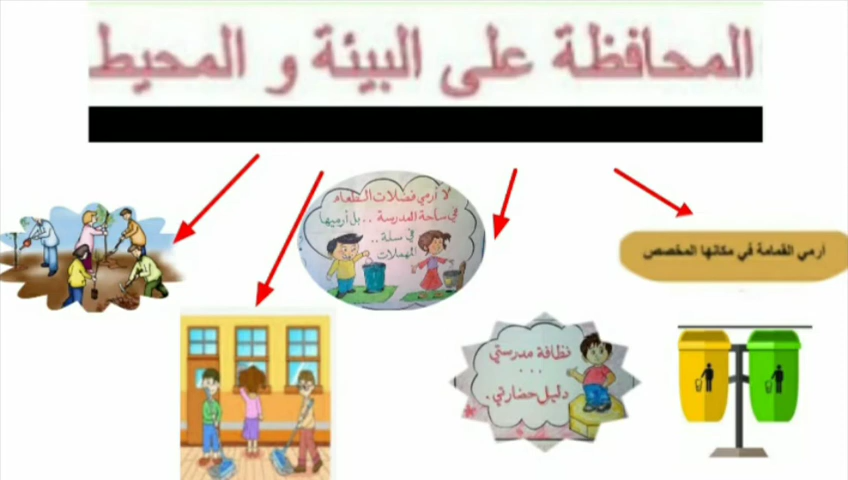 المحافظة على البيئة و المحيط
لا أرمي فضلات الطعام
في ساحة المدرسة .. بل أرميها
في سلة ..
المهملات
أرمي القمامة في مكانها المخصص
نظافة مدرستي
...
دليل حضارتي.